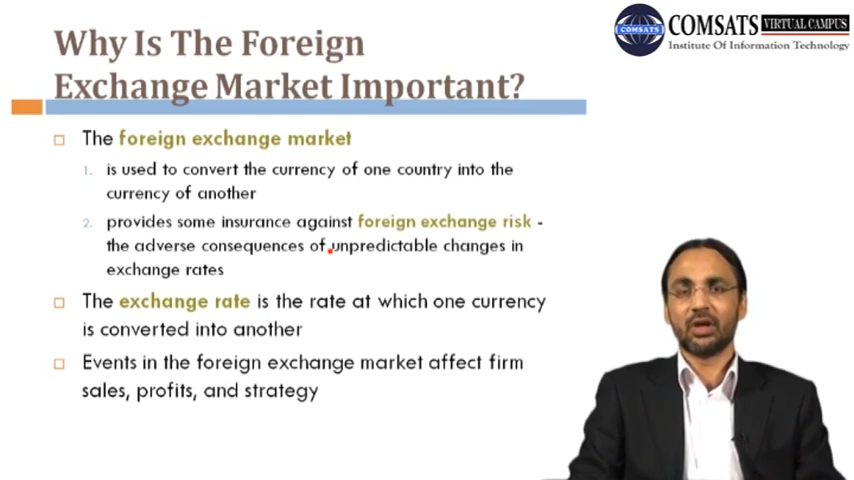 Why Is The Foreign
Exchange Market Important?
COMSATS
COMSATS VIRTUAL CAMPUS
Institute Of Information Technology
The foreign exchange market
1. is used to convert the currency of one country into the
currency of another
2. provides some insurance against foreign exchange risk -
the adverse consequences of unpredictable changes in
exchange rates
The exchange rate is the rate at which one currency
is converted into another
Events in the foreign exchange market affect firm
sales, profits, and strategy